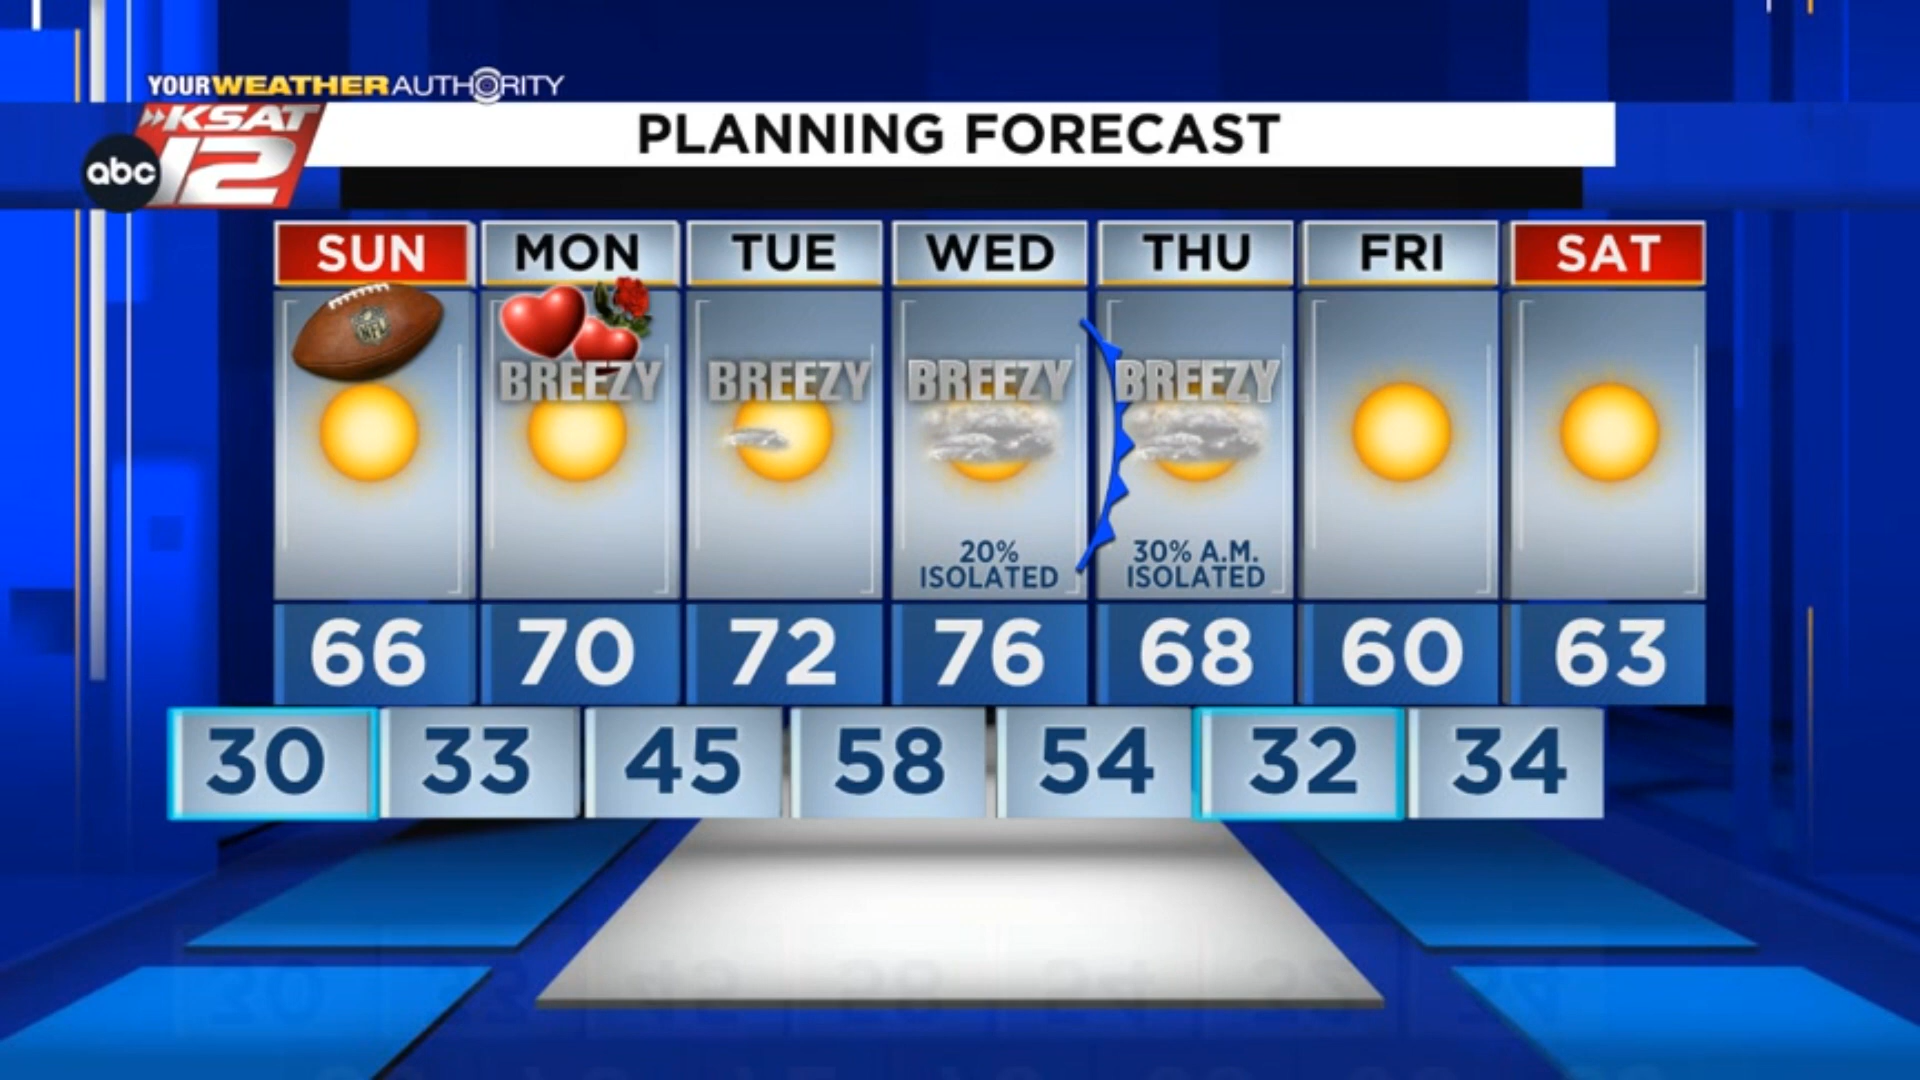 YOURWEATHERAUTHORITY
KSAT
abc 12
PLANNING FORECAST
SUN MON TUE WED THU FRI SAT
NFL
BREEZY BREEZY BREEZY BREEZY
20% 30% A.M.
ISOLATED ISOLATED
66 70 72 76 68 60 63
30 33 45 58 54 32 34